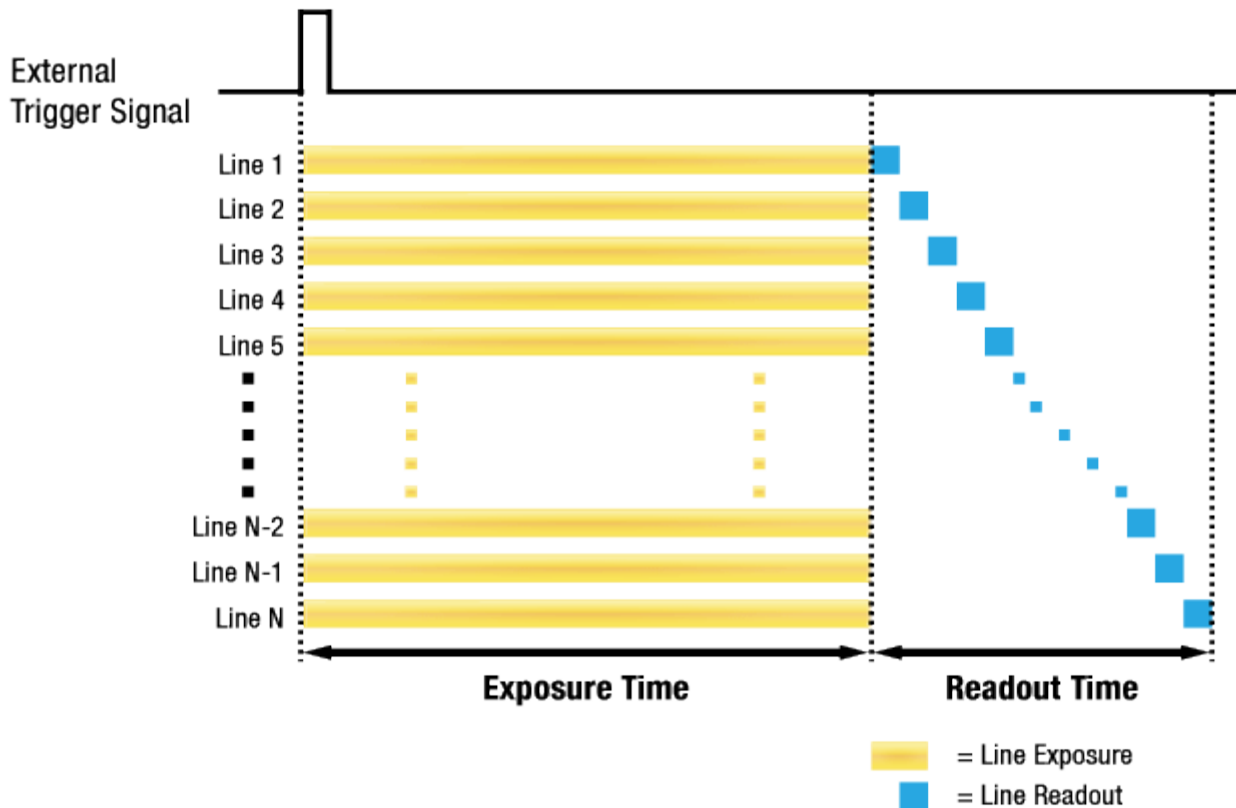 External
Trigger Signal
Line 1
Line 2
Line 3
Line 4
Line 5
Line N-2
Line N-1
Line N
Exposure Time
Readout Time
= Line Exposure
= Line Readout